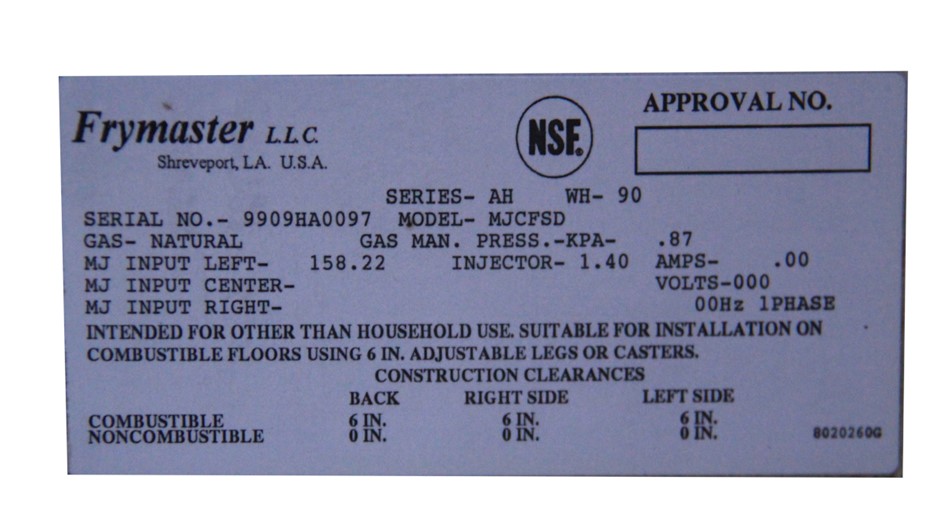 Frymaster L.L.C.
Shreveport, LA. U.S.A.
NSF®
APPROVAL NO.
SERIES- AH WH- 90
SERIAL NO.- 9909HA0097 MODEL- MJCFSD
GAS- NATURAL GAS MAN. PRESS.-KPA- .87
MJ INPUT LEFT- 158.22 INJECTOR- 1.40 AMPS- .00
MJ INPUT CENTER- VOLTS-000
MJ INPUT RIGHT- 00Hz 1PHASE
INTENDED FOR OTHER THAN HOUSEHOLD USE. SUITABLE FOR INSTALLATION ON
COMBUSTIBLE FLOORS USING 6 IN. ADJUSTABLE LEGS OR CASTERS.
CONSTRUCTION CLEARANCES
BACK RIGHT SIDE LEFT SIDE
COMBUSTIBLE 6 IN. 6 IN. 6 IN.
NONCOMBUSTIBLE 0 IN. 0 IN. 0 IN. 8020260G